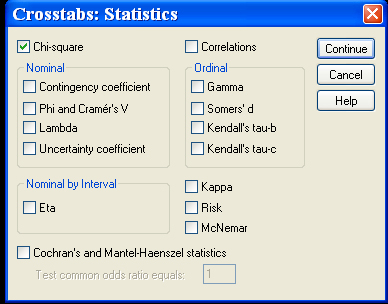 Crosstabs: Statistics
Chi-square
Correlations
Continue
Nominal
Ordinal
Cancel
Contingency coefficient
Gamma
Help
Phi and Cramér's V
Somers' d
Lambda
Kendall's tau-b
Uncertainty coefficient
Kendall's tau-c
Nominal by Interval
Kappa
Eta
Risk
McNemar
Cochran's and Mantel-Haenszel statistics
Test common odds ratio equals: 1